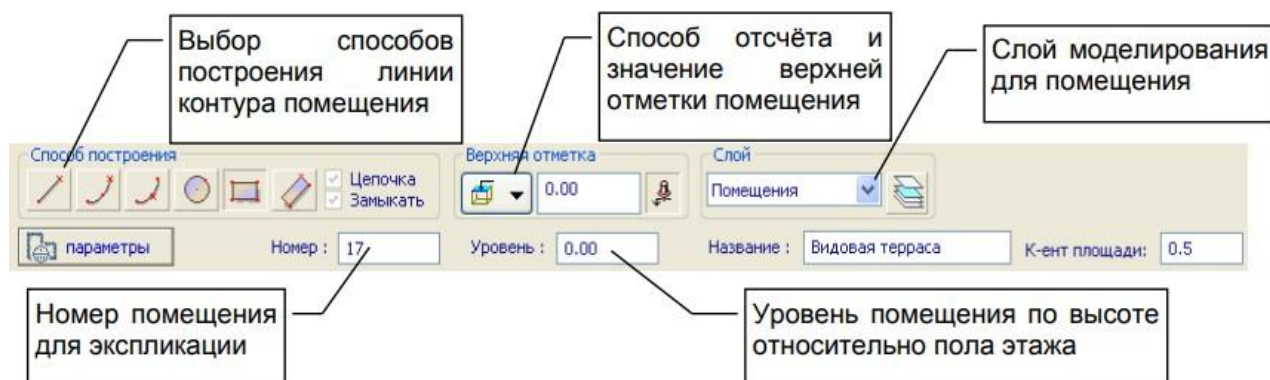 Выбор способов
построения линии
контура помещения
Способ отсчёта и
значение верхней
отметки помещения
Слой моделирования
для помещения
Способ построения
Цепочка
Замыкать
Верхняя отметка
0.00
Слой
Помещения
параметры
Номер : 17
Уровень : 0.00
Название : Видовая терраса
К-ент площади: 0.5
Номер помещения
для экспликации
Уровень помещения по высоте
относительно пола этажа